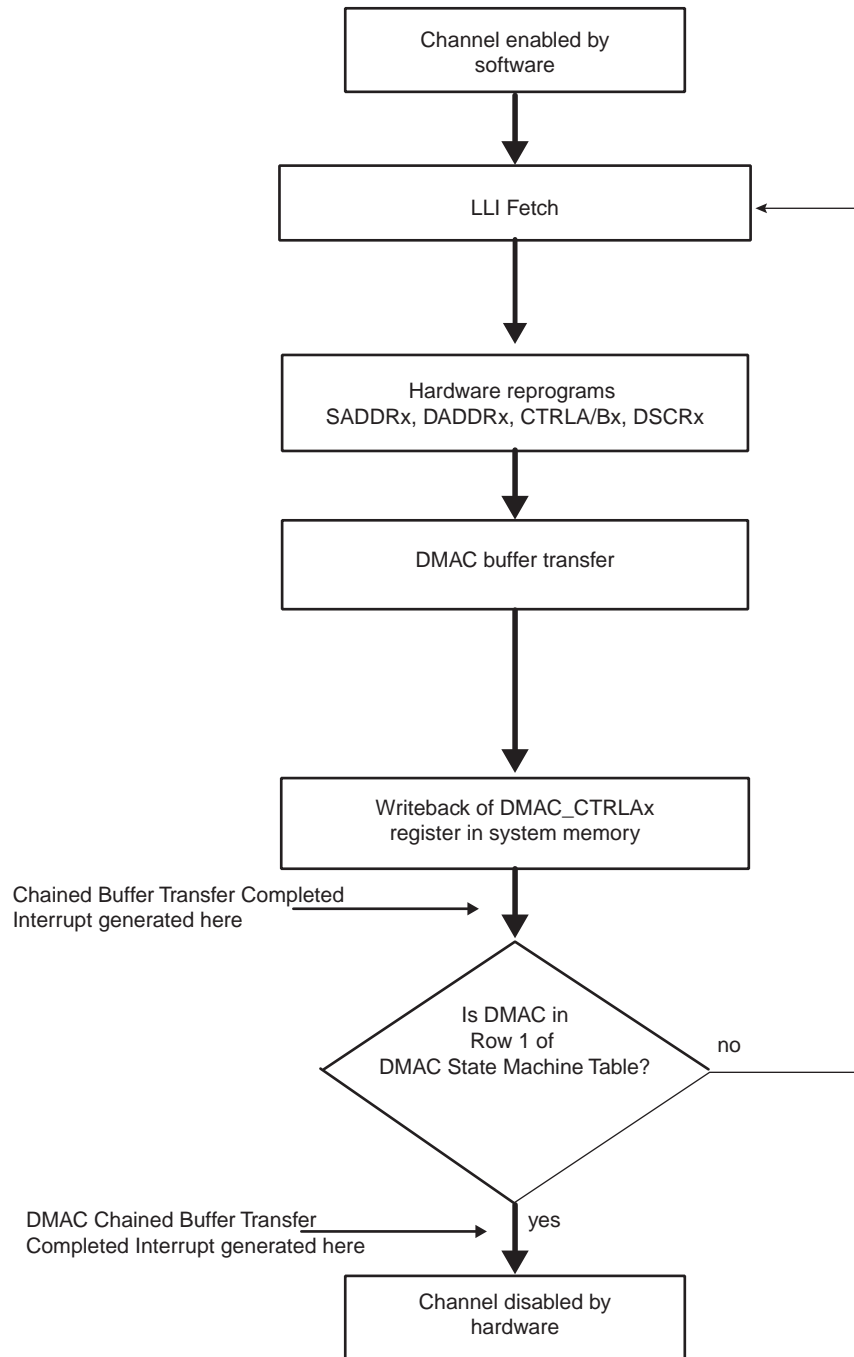 Channel enabled by
software
LLI Fetch
Hardware reprograms
SADDRx, DADDRx, CTRLA/Bx, DSCRx
DMAC buffer transfer
Writeback of DMAC_CTRLAx
register in system memory
Chained Buffer Transfer Completed
Interrupt generated here
Is DMAC in
Row 1 of
DMAC State Machine Table?
no
yes
DMAC Chained Buffer Transfer
Completed Interrupt generated here
Channel disabled by
hardware